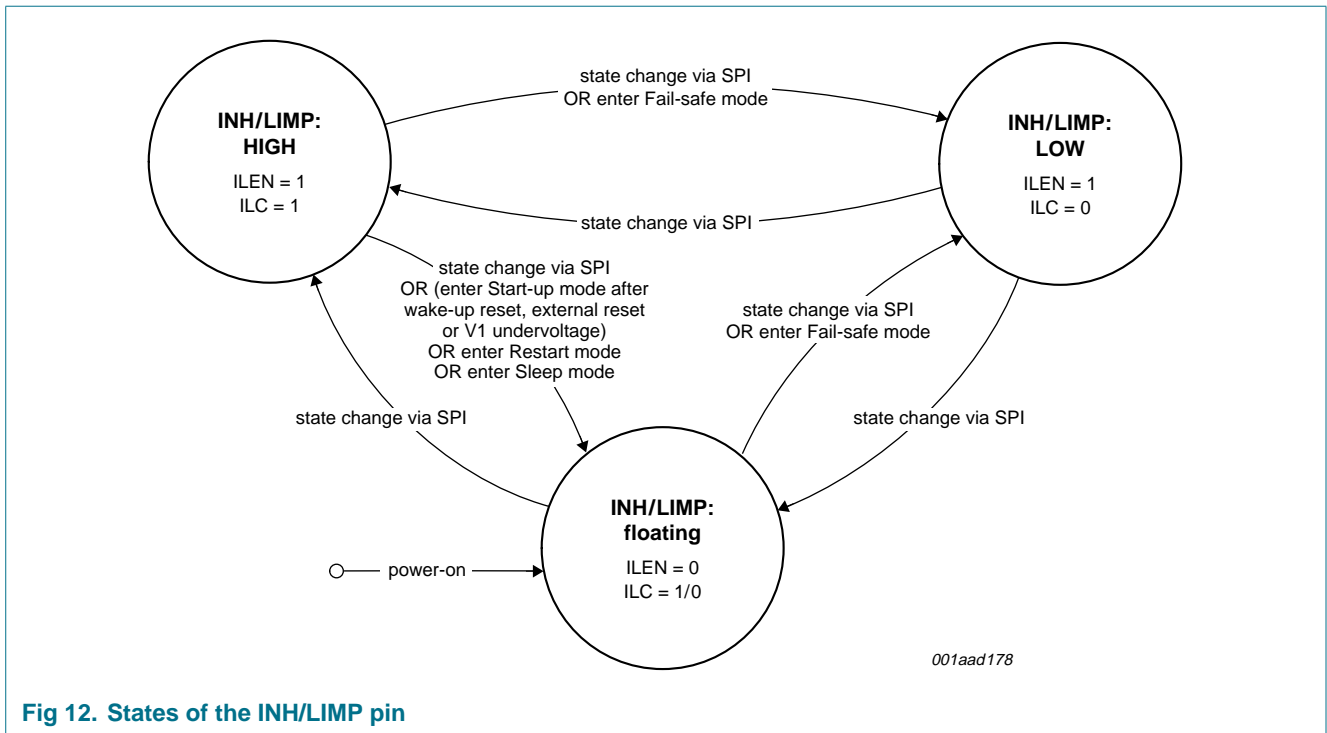 state change via SPI
OR enter Fail-safe mode
INH/LIMP:
HIGH
ILEN = 1
ILC = 1
INH/LIMP:
LOW
ILEN = 1
ILC = 0
state change via SPI
state change via SPI
OR (enter Start-up mode after
wake-up reset, external reset
or V1 undervoltage)
OR enter Restart mode
OR enter Sleep mode
state change via SPI
OR enter Fail-safe mode
state change via SPI
state change via SPI
INH/LIMP:
floating
ILEN = 0
ILC = 1/0
power-on
001aad178
Fig 12. States of the INH/LIMP pin